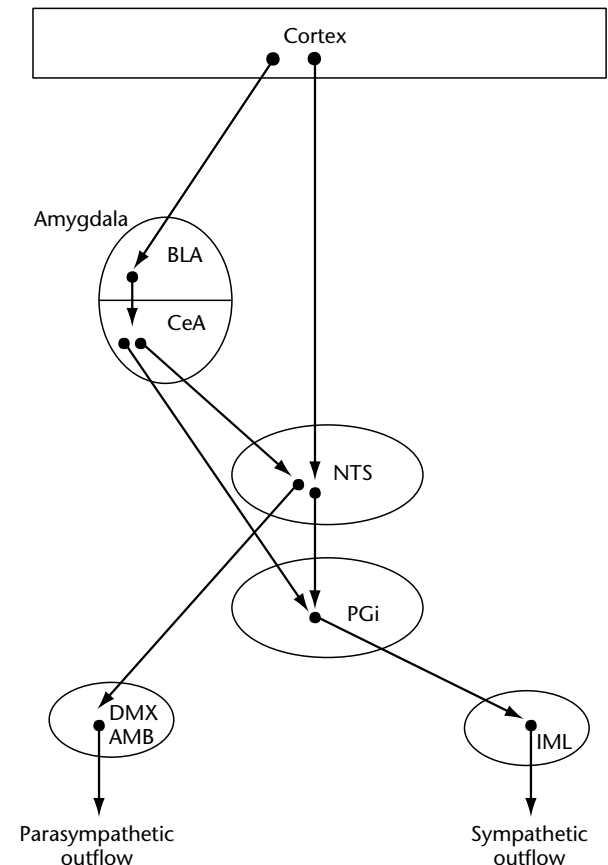 Cortex
Amygdala
BLA
CeA
NTS
PGi
DMX
AMB
IML
Parasympathetic
outflow
Sympathetic
outflow